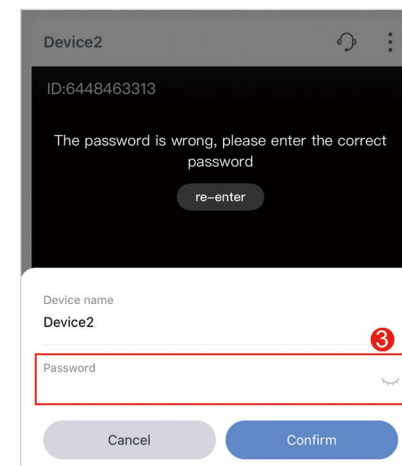 Device2
ID:6448463313
The password is wrong, please enter the correct
password
re-enter
Device name
Device2
3
Password
Cancel
Confirm